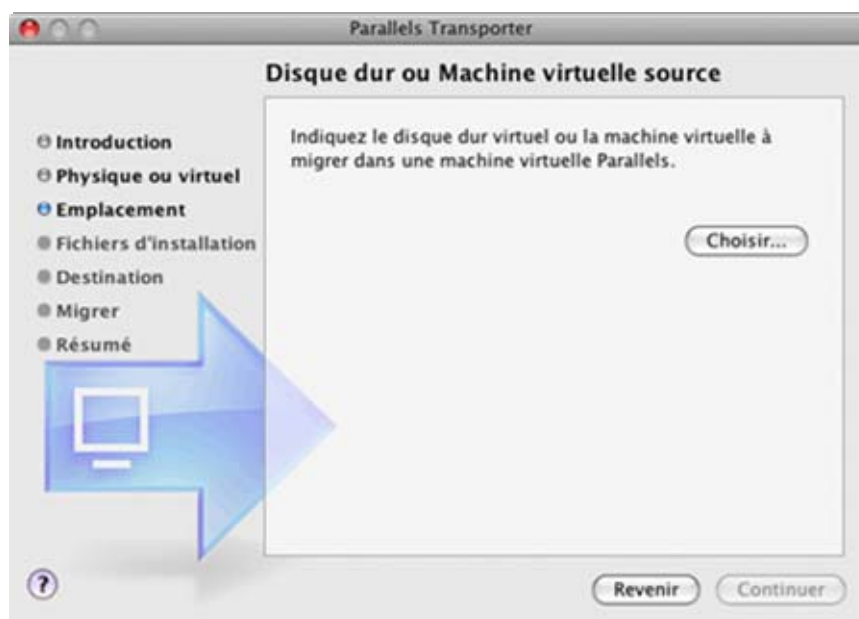 Parallels Transporter
Disque dur ou Machine virtuelle source
Introduction
Physique ou virtuel
Emplacement
Fichiers d'installation
Destination
Migrer
Résumé
Indiquez le disque dur virtuel ou la machine virtuelle à
migrer dans une machine virtuelle Parallels.
Choisir...
?
Revenir
Continuer